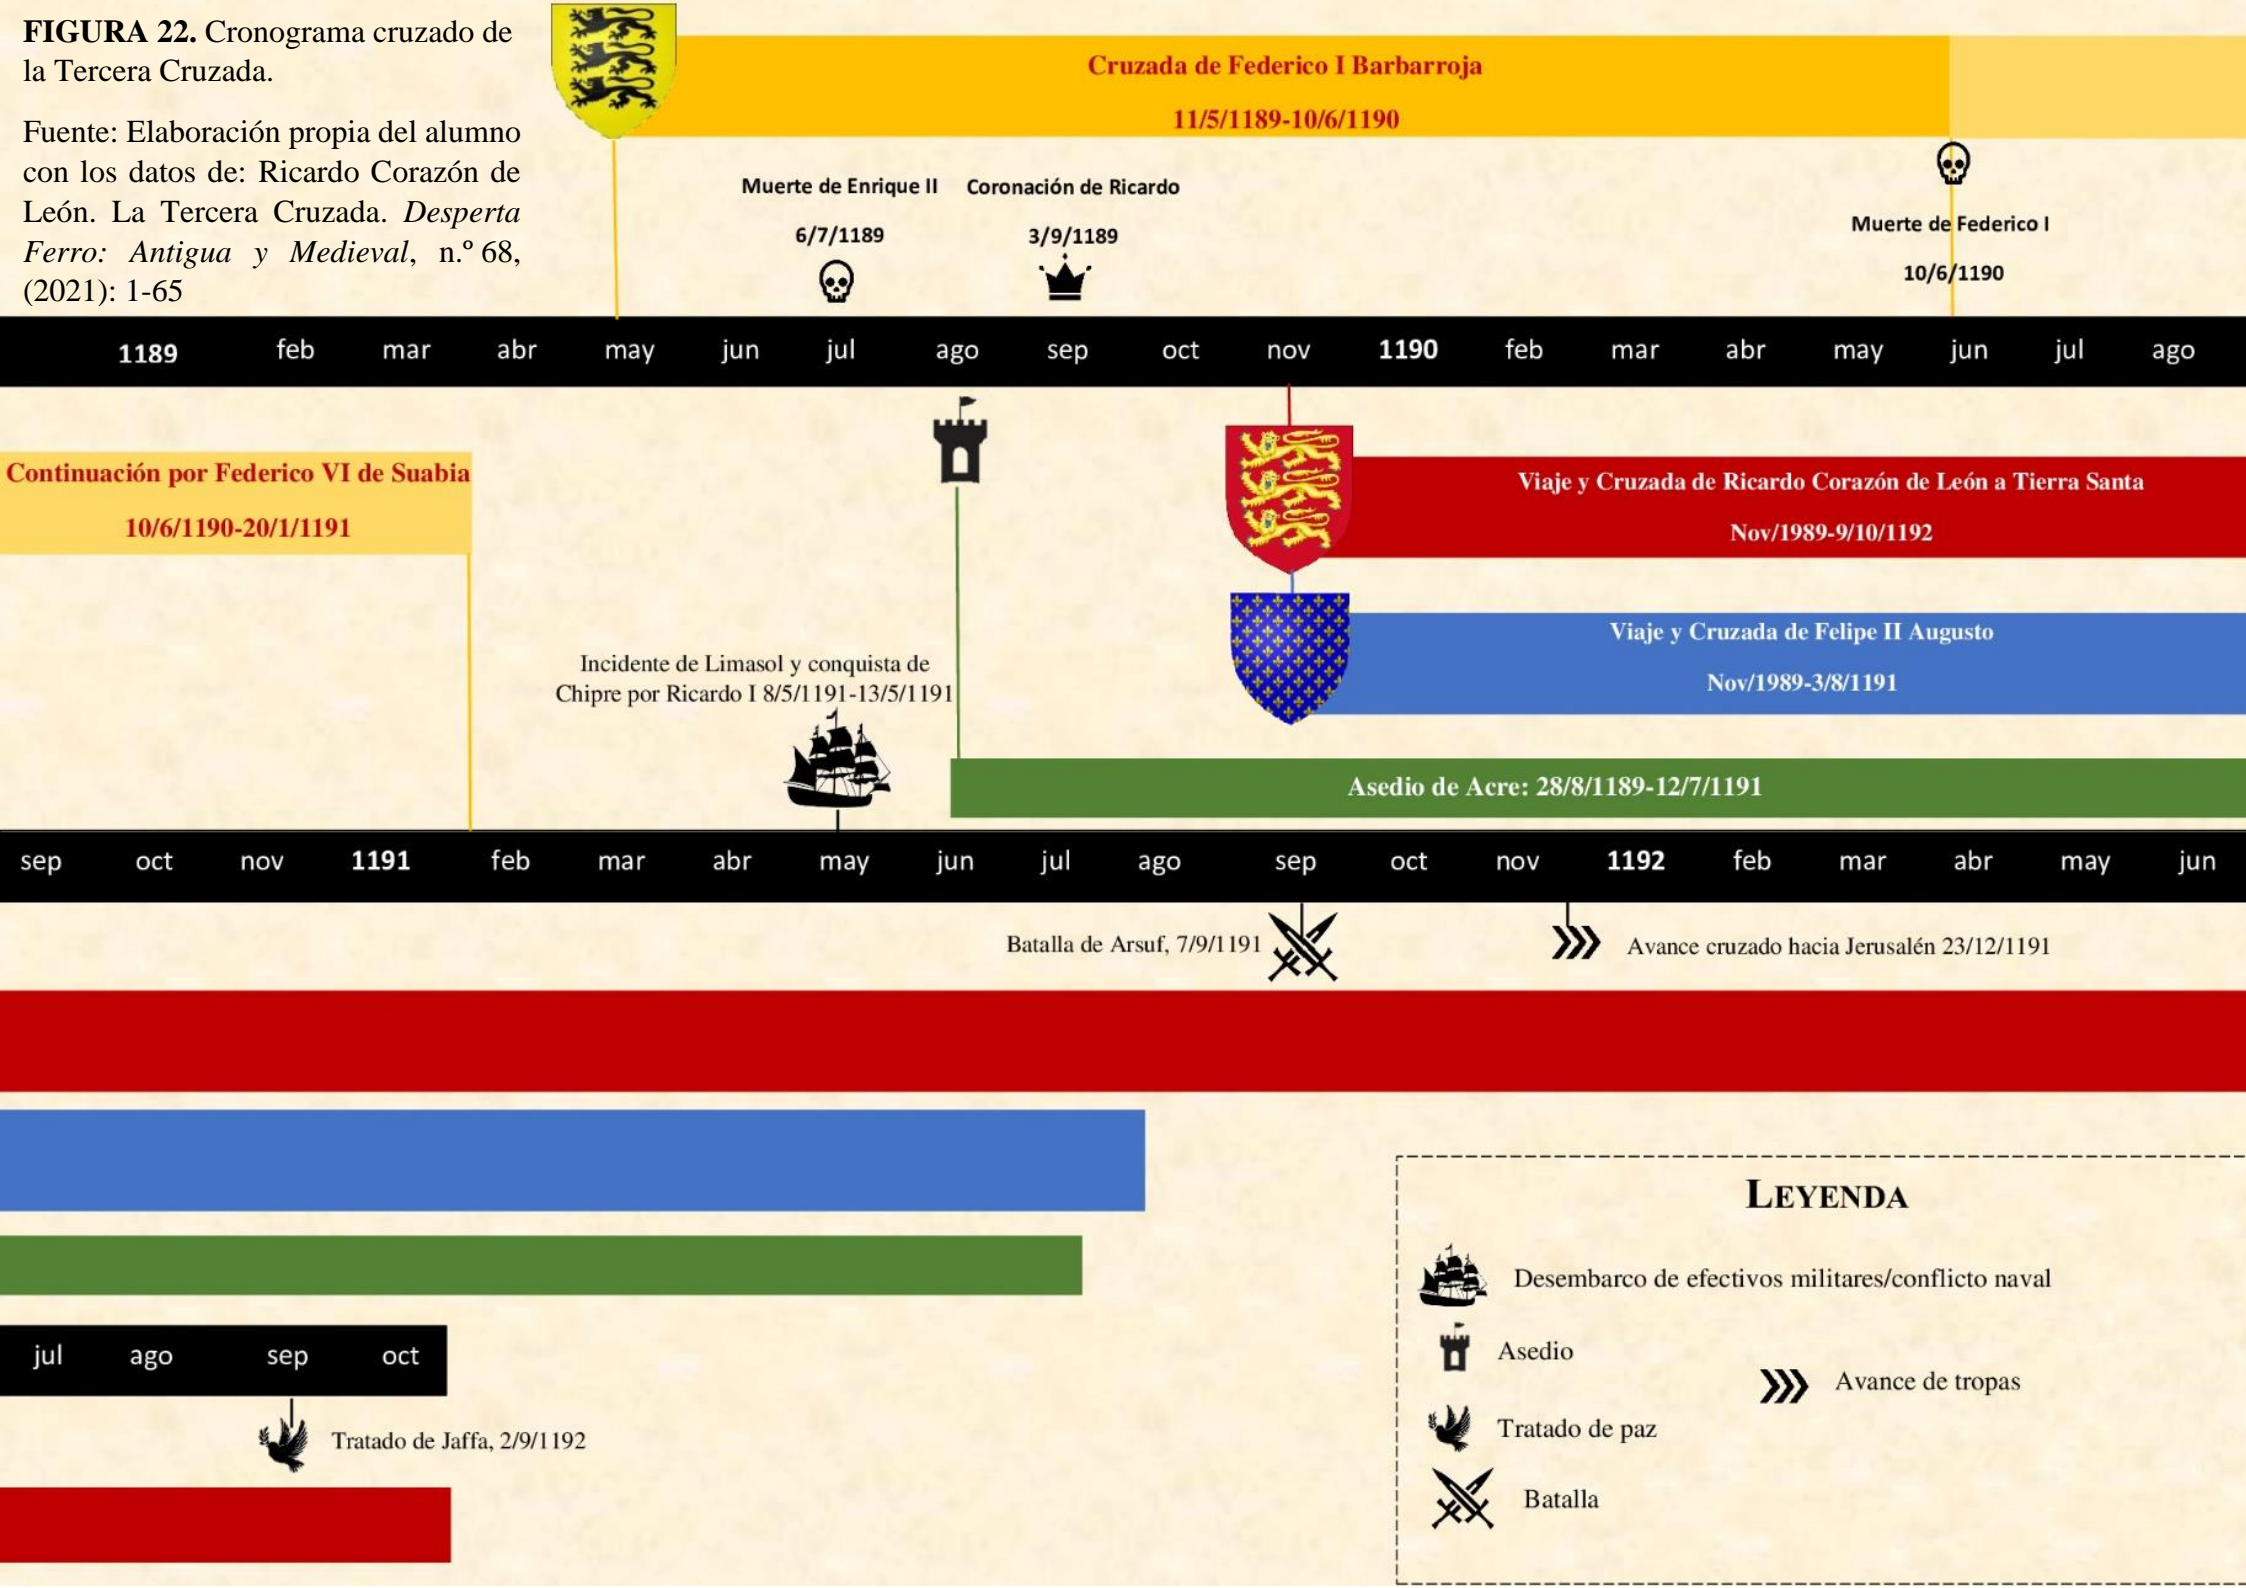 FIGURA 22. Cronograma cruzado de
la Tercera Cruzada.
Fuente: Elaboración propia del alumno
con los datos de: Ricardo Corazón de
León. La Tercera Cruzada. Desperta
Ferro: Antigua y Medieval, n.º 68,
(2021): 1-65
Cruzada de Federico I Barbarroja
11/5/1189-10/6/1190
Muerte de Enrique II
6/7/1189
Coronación de Ricardo
3/9/1189
Muerte de Federico I
10/6/1190
1189 feb mar abr may jun jul ago sep oct nov 1190 feb mar abr may jun jul ago
Continuación por Federico VI de Suabia
10/6/1190-20/1/1191
Viaje y Cruzada de Ricardo Corazón de León a Tierra Santa
Nov/1989-9/10/1192
Viaje y Cruzada de Felipe II Augusto
Nov/1989-3/8/1191
Incidente de Limasol y conquista de
Chipre por Ricardo I 8/5/1191-13/5/1191
Asedio de Acre: 28/8/1189-12/7/1191
sep oct nov 1191 feb mar abr may jun jul ago sep oct nov 1192 feb mar abr may jun
Batalla de Arsuf, 7/9/1191
Avance cruzado hacia Jerusalén 23/12/1191
jul ago sep oct
Tratado de Jaffa, 2/9/1192
LEYENDA
Desembarco de efectivos militares/conflicto naval
Asedio
Avance de tropas
Tratado de paz
Batalla